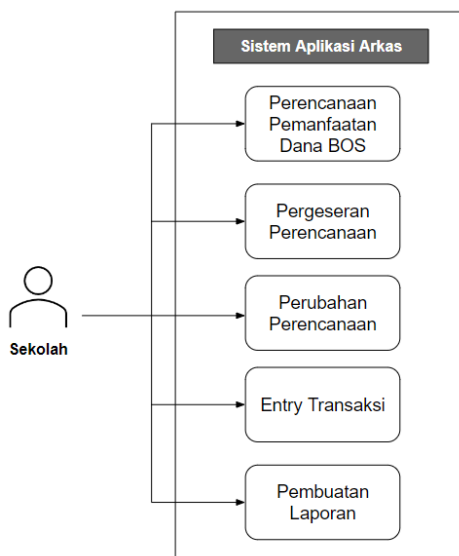 Sistem Aplikasi Arkas
Perencanaan
Pemanfaatan
Dana BOS
Pergeseran
Perencanaan
Perubahan
Perencanaan
Sekolah
Entry Transaksi
Pembuatan
Laporan